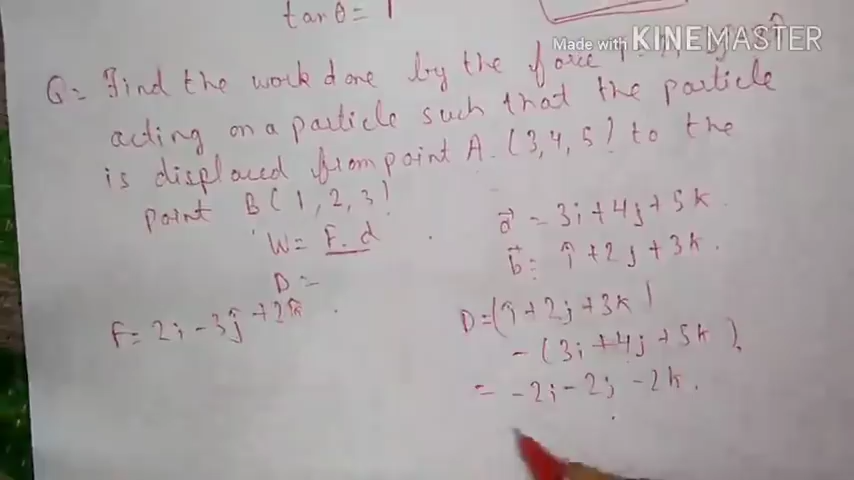 tanθ = 1
Made with KINEMASTER
Q= Find the work done by the force
acting on a particle such that the particle
is displaced from point A. (3,4,5) to the
point B(1,2,3)
W= F.d
D=
F= 2i -3ĵ +2k̂
a⃗ = 3i+4j+5k
b⃗ = î+2j+3k.
D=(î+2j+3k)
-(3i+4j+5k).
= -2i-2j-2k.